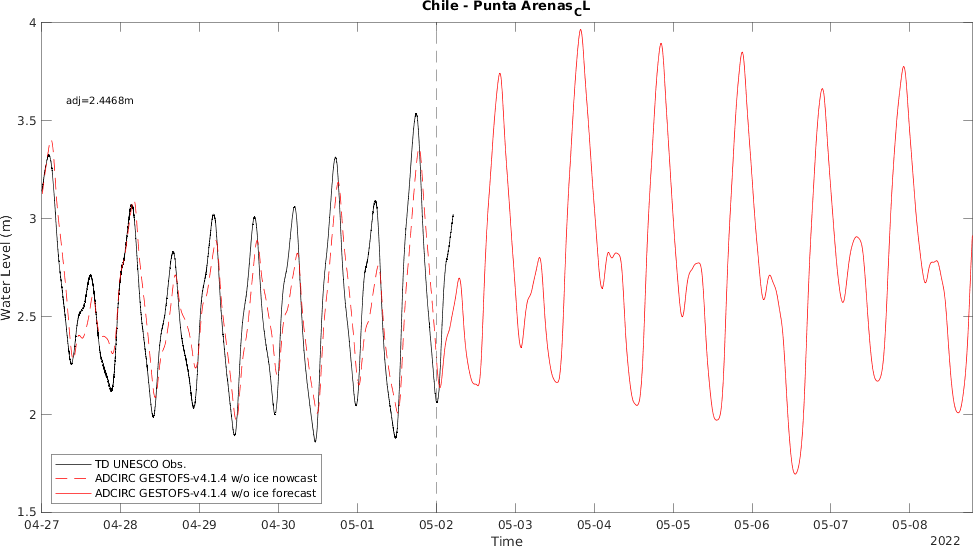 Chile - Punta Arenas_CL
4
3.5
3
2.5
2
1.5
Water Level (m)
adj=2.4468m
TD UNESCO Obs.
ADCIRC GESTOFS-v4.1.4 w/o ice nowcast
ADCIRC GESTOFS-v4.1.4 w/o ice forecast
04-27 04-28 04-29 04-30 05-01 05-02 05-03 05-04 05-05 05-06 05-07 05-08
Time
2022